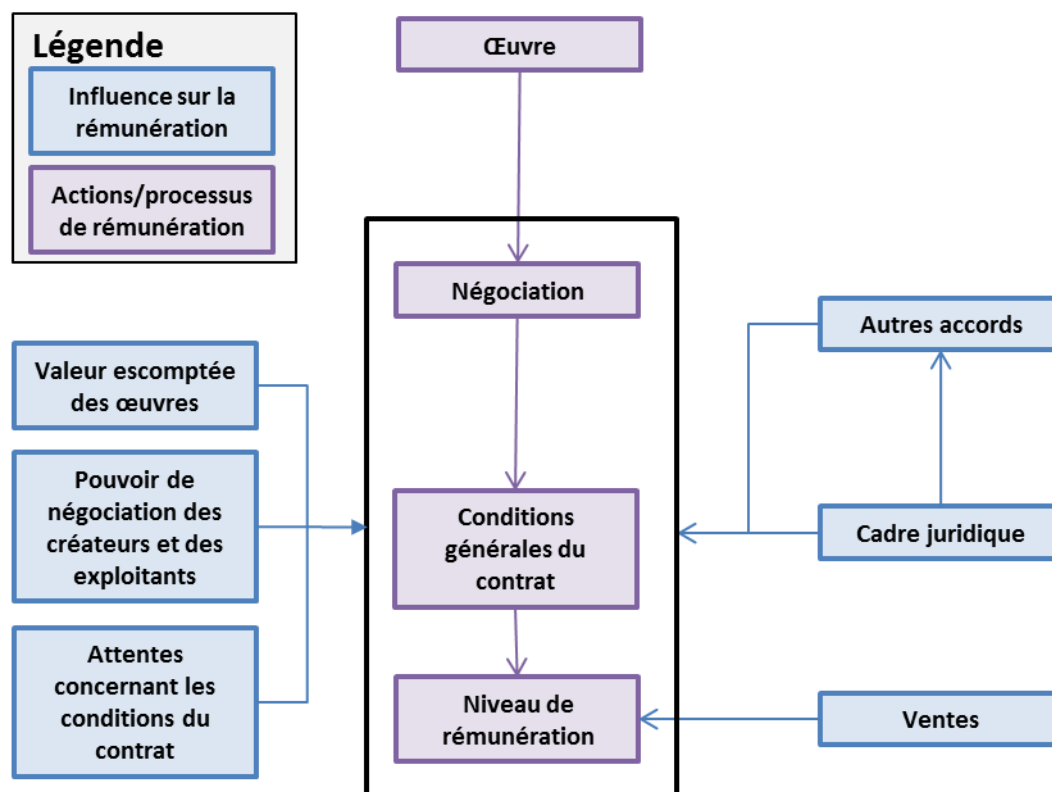 Légende
Influence sur la
rémunération
Actions/processus
de rémunération
Œuvre
Négociation
Autres accords
Valeur escomptée
des œuvres
Pouvoir de
négociation des
créateurs et des
exploitants
Conditions
générales du
contrat
Cadre juridique
Attentes
concernant les
conditions du
contrat
Niveau de
rémunération
Ventes